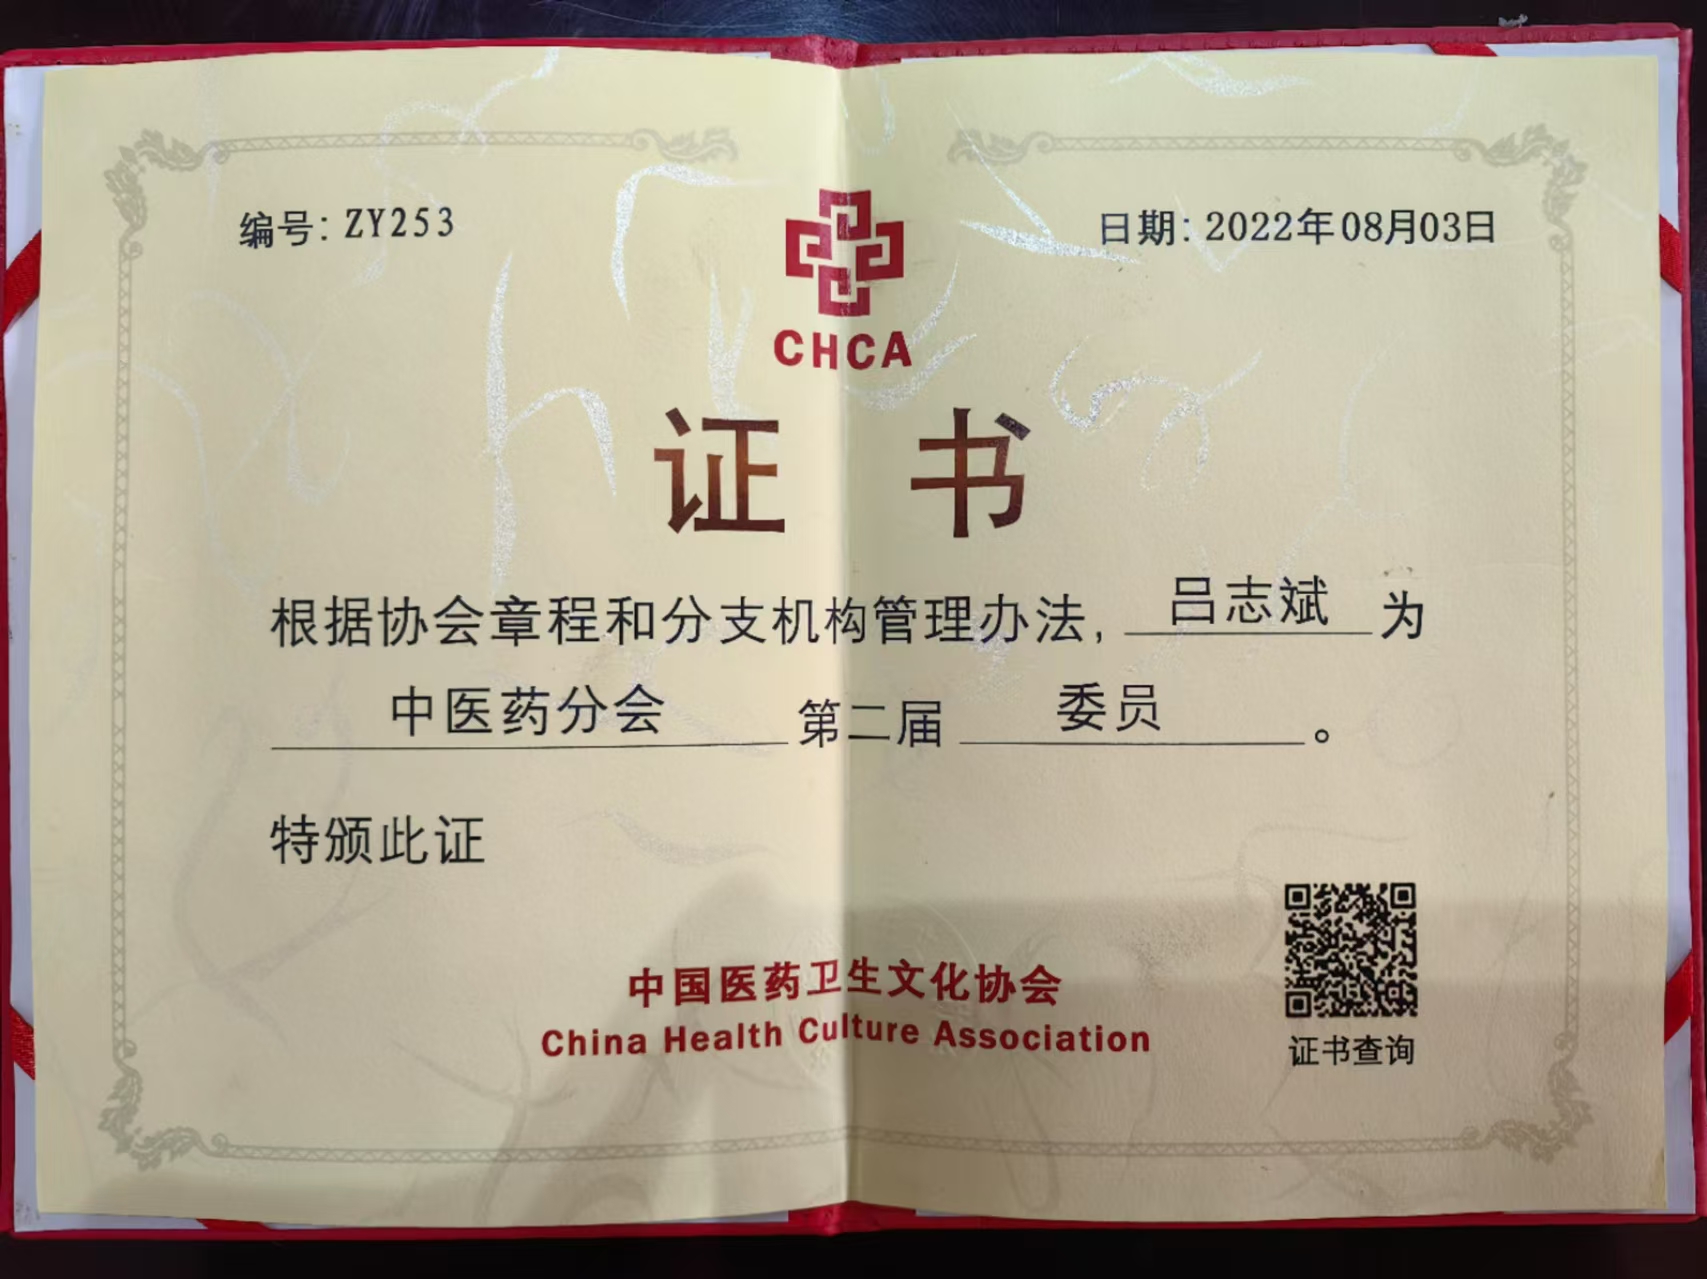 编号: ZY253
日期: 2022年08月03日
CHCA
证书
根据协会章程和分支机构管理办法, 吕志斌 为
中医药分会 第二届 委员。
特颁此证
中国医药卫生文化协会
China Health Culture Association
证书查询